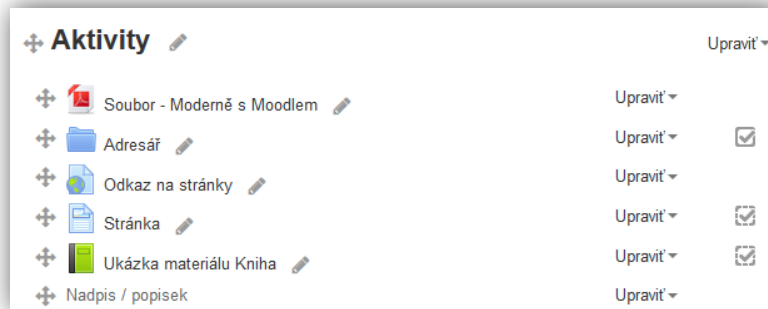 Aktivity Upraviť
Soubor - Moderně s Moodlem Upraviť
Adresář Upraviť
Odkaz na stránky Upraviť
Stránka Upraviť
Ukázka materiálu Kniha Upraviť
Nadpis / popisek Upraviť